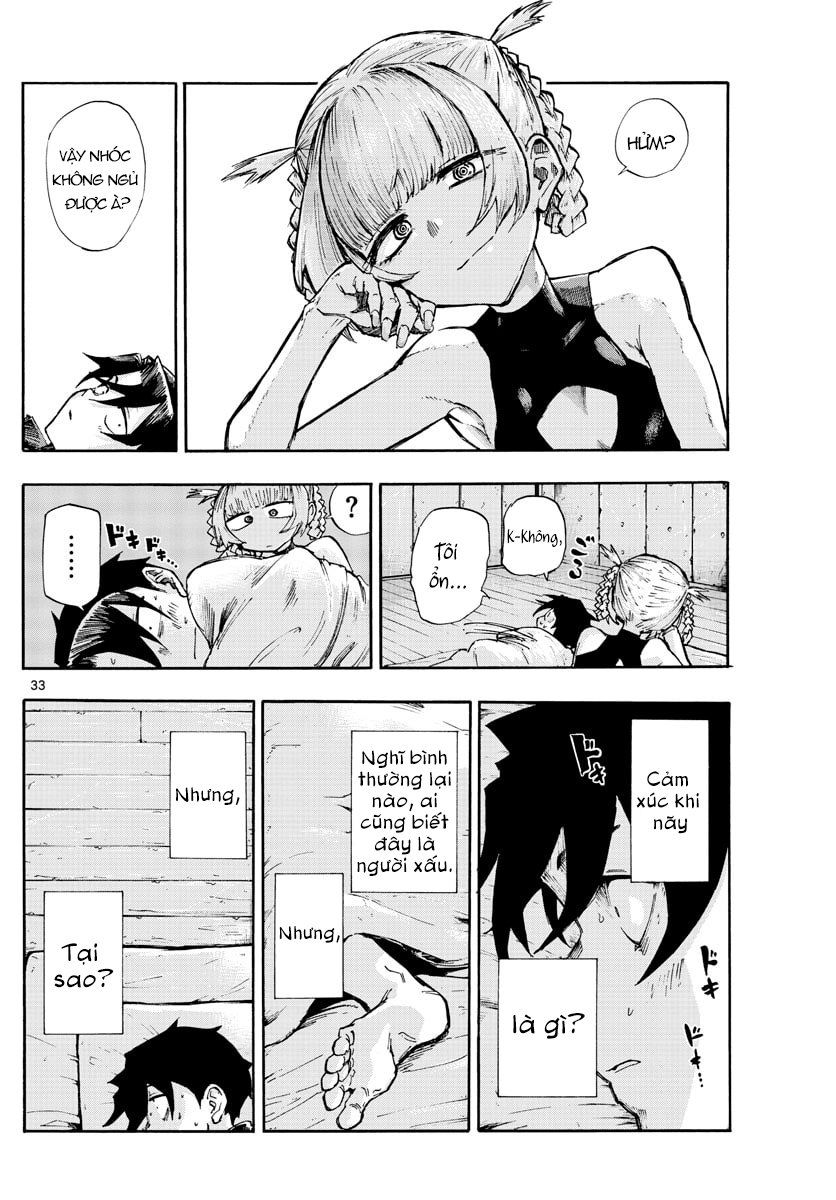 HỬM?
VẬY NHÓC
KHÔNG NGỦ
ĐƯỢC À?
K-Không,
Tôi
ổn...
?
ドキ
ドキ...
......
33
Cảm
xúc khi
nãy
ドキ
là gì?
ドキ
ドキ
Nghĩ bình
thường lại
nào, ai
cũng biết
đây là
người xấu.
Nhưng,
Nhưng,
Tại
sao?